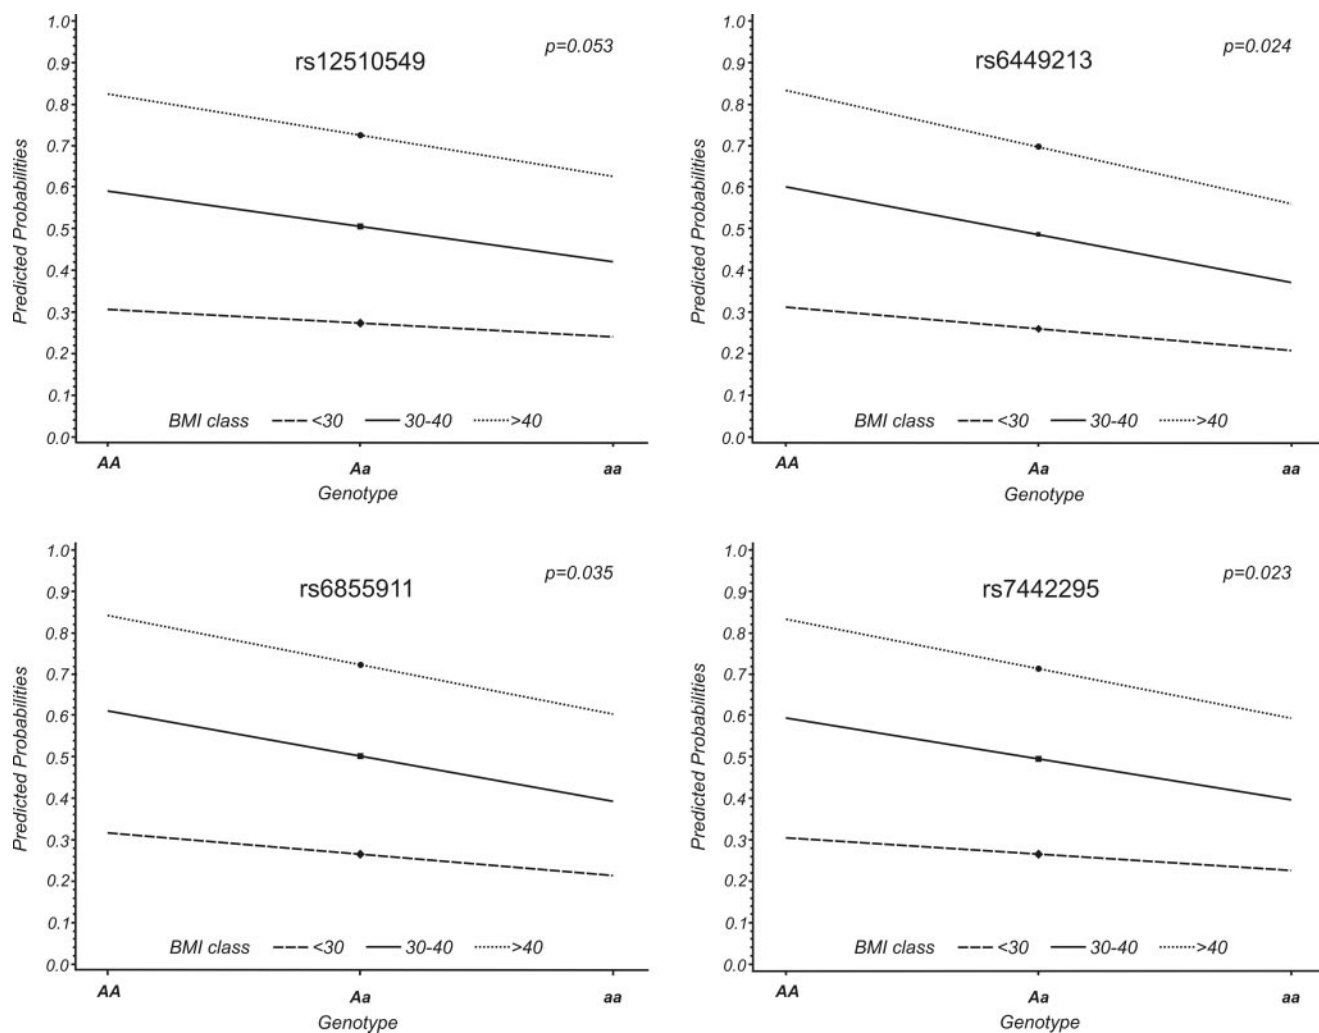 rs12510549
p=0.053
Predicted Probabilities
1.0
0.9
0.8
0.7
0.6
0.5
0.4
0.3
0.2
0.1
0.0
BMI class <30 30-40 >40
AA Aa aa
Genotype
rs6449213
p=0.024
Predicted Probabilities
1.0
0.9
0.8
0.7
0.6
0.5
0.4
0.3
0.2
0.1
0.0
BMI class <30 30-40 >40
AA Aa aa
Genotype
rs6855911
p=0.035
Predicted Probabilities
1.0
0.9
0.8
0.7
0.6
0.5
0.4
0.3
0.2
0.1
0.0
BMI class <30 30-40 >40
AA Aa aa
Genotype
rs7442295
p=0.023
Predicted Probabilities
1.0
0.9
0.8
0.7
0.6
0.5
0.4
0.3
0.2
0.1
0.0
BMI class <30 30-40 >40
AA Aa aa
Genotype